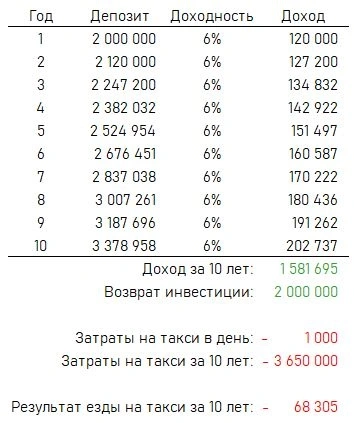 Год Депозит Доходность Доход
1 2 000 000 6% 120 000
2 2 120 000 6% 127 200
3 2 247 200 6% 134 832
4 2 382 032 6% 142 922
5 2 524 954 6% 151 497
6 2 676 451 6% 160 587
7 2 837 038 6% 170 222
8 3 007 261 6% 180 436
9 3 187 696 6% 191 262
10 3 378 958 6% 202 737
Доход за 10 лет: 1 581 695
Возврат инвестиции: 2 000 000
Затраты на такси в день: - 1 000
Затраты на такси за 10 лет: - 3 650 000
Результат езды на такси за 10 лет: - 68 305